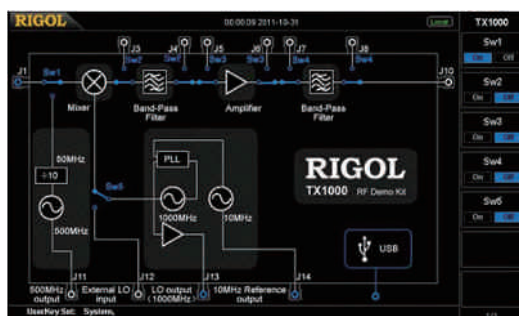 RIGOL
00:00:09 2011-10-31
Local
TX1000
J3
J4
J5
J6
J7
J8
J1
Sw1
Sw2
Sw2
Sw3
Sw3
Sw4
Sw4
J10
Mixer
Band-Pass
Filter
Amplifier
Band-Pass
Filter
50MHz
÷10
500MHz
Sw5
PLL
1000MHz
10MHz
RIGOL
TX1000 RF Demo Kit
USB
J11
J12
J13
J14
500MHz
output
External LO
input
LO output
(1000MHz)
10MHz Reference
output
UserKey Set: System,
Sw1
On Off
Sw2
On Off
Sw3
On Off
Sw4
On Off
Sw5
On Off